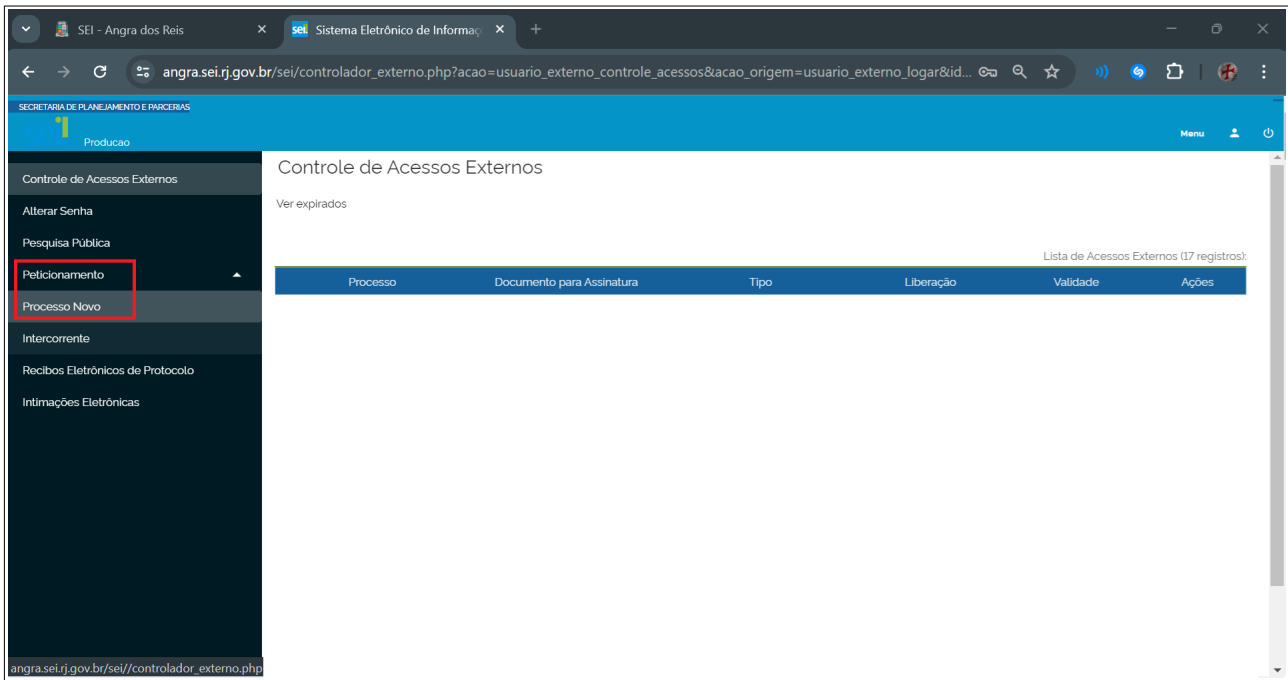 SEI - Angra dos Reis
sei. Sistema Eletrônico de Informaç
angra.sei.rj.gov.br/sei/controlador_externo.php?acao=usuario_externo_controle_acessos&acao_origem=usuario_externo_logar&id...
SECRETARIA DE PLANEJAMENTO E PARCERIAS
Producao
Menu
Controle de Acessos Externos
Alterar Senha
Pesquisa Pública
Peticionamento
Processo Novo
Intercorrente
Recibos Eletrônicos de Protocolo
Intimações Eletrônicas
Controle de Acessos Externos
Ver expirados
Lista de Acessos Externos (17 registros):
Processo Documento para Assinatura Tipo Liberação Validade Ações
angra.sei.rj.gov.br/sei//controlador_externo.php